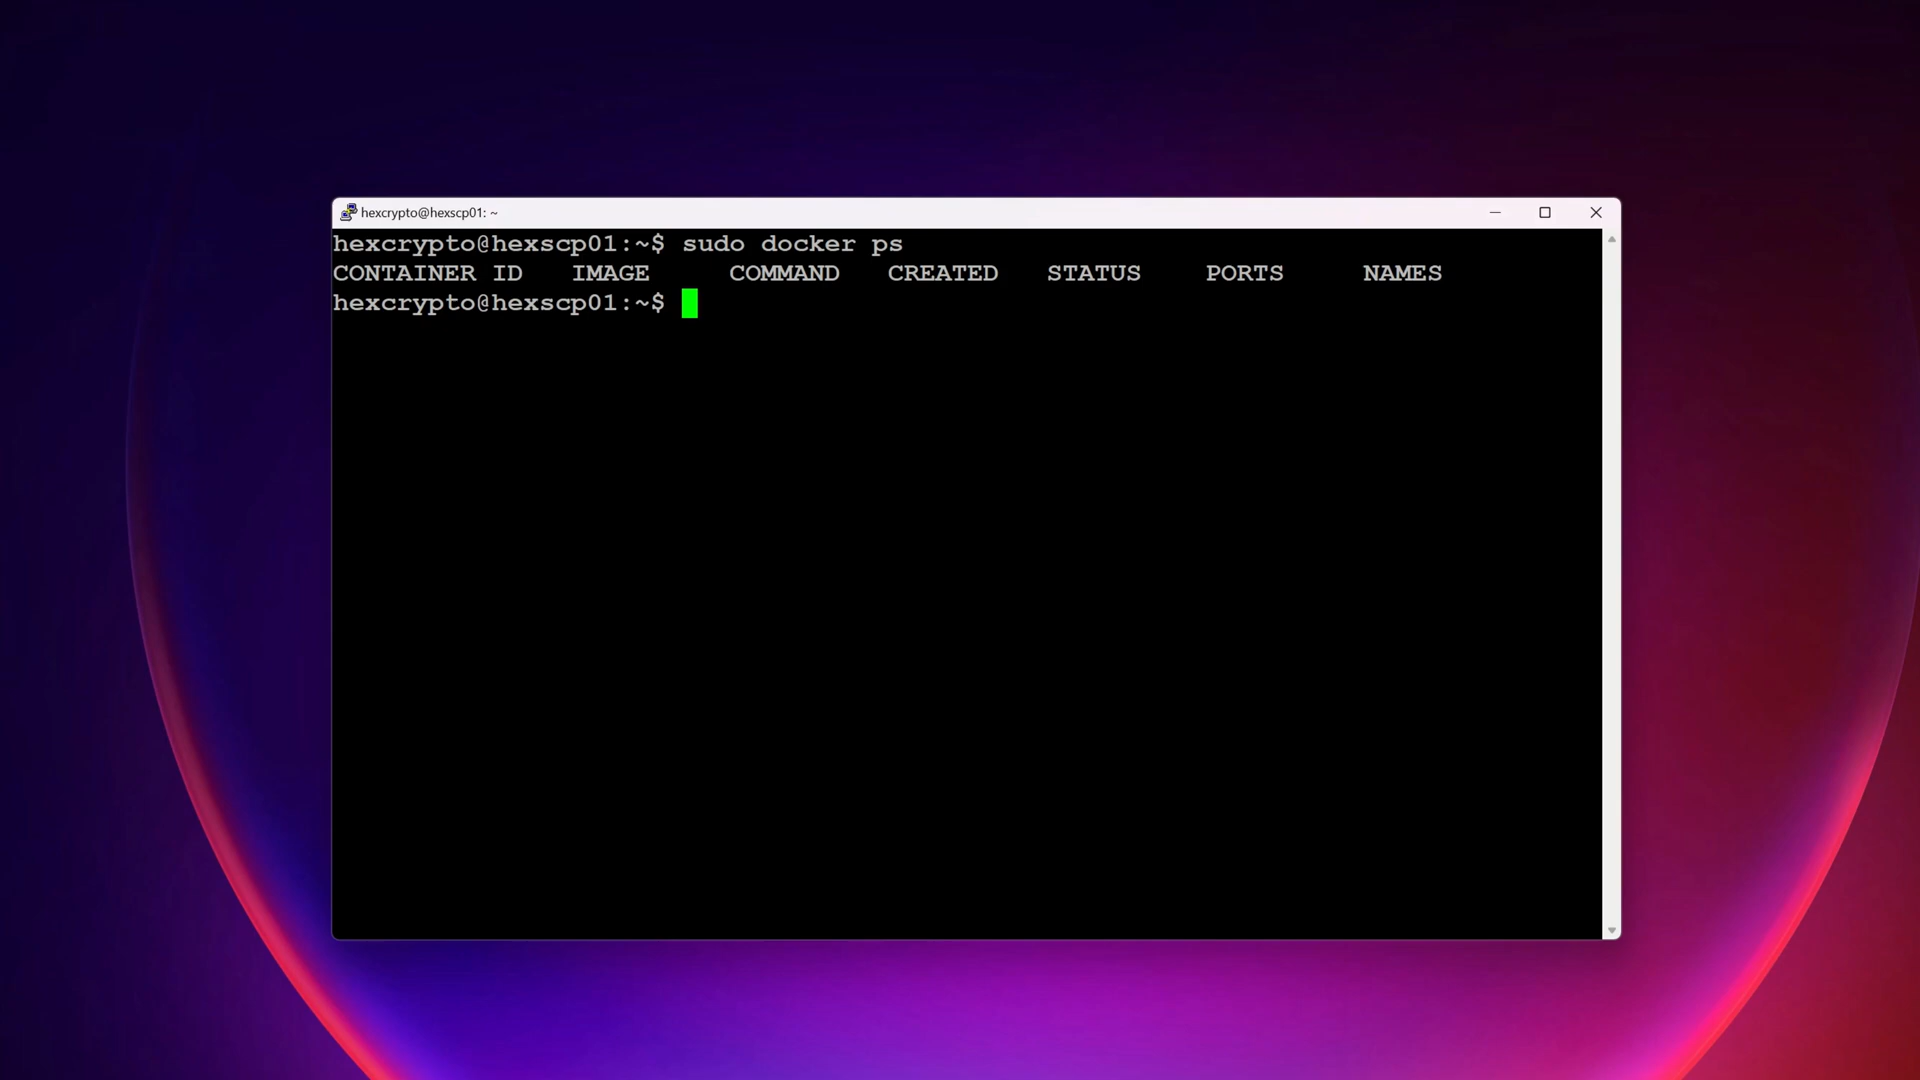 hexcrypto@hexscp01: ~
hexcrypto@hexscp01:~$ sudo docker ps
CONTAINER ID   IMAGE     COMMAND   CREATED   STATUS    PORTS     NAMES
hexcrypto@hexscp01:~$